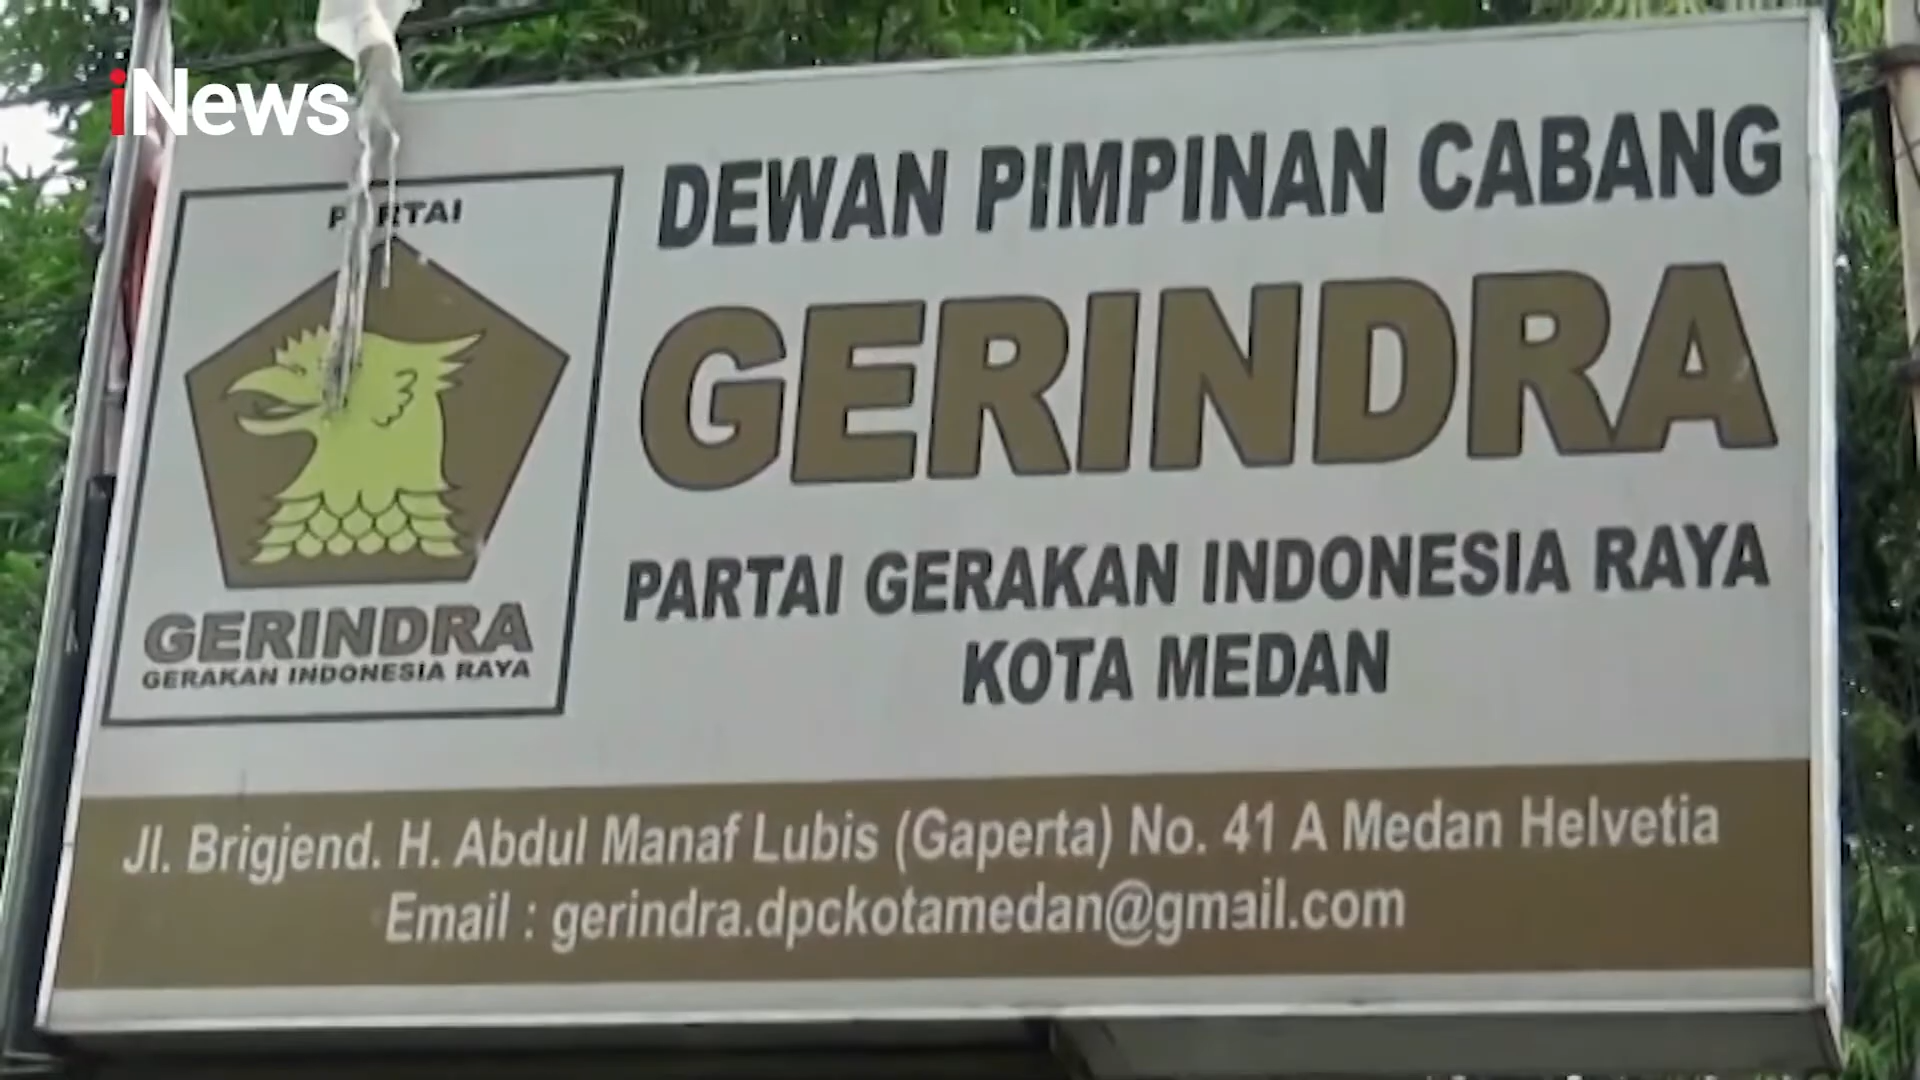 iNews
PARTAI
GERINDRA
GERAKAN INDONESIA RAYA
DEWAN PIMPINAN CABANG
GERINDRA
PARTAI GERAKAN INDONESIA RAYA
KOTA MEDAN
Jl. Brigjend. H. Abdul Manaf Lubis (Gaperta) No. 41 A Medan Helvetia
Email : gerindra.dpckotamedan@gmail.com